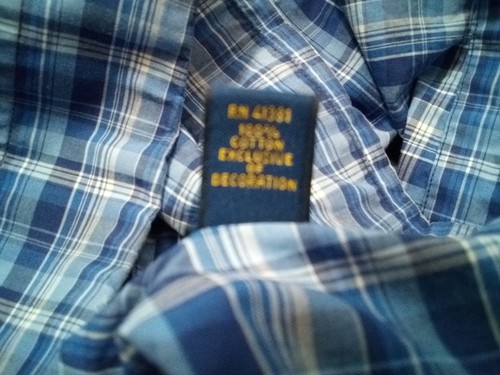 RN 41381
100%
COTTON
EXCLUSIVE
OF
DECORATION